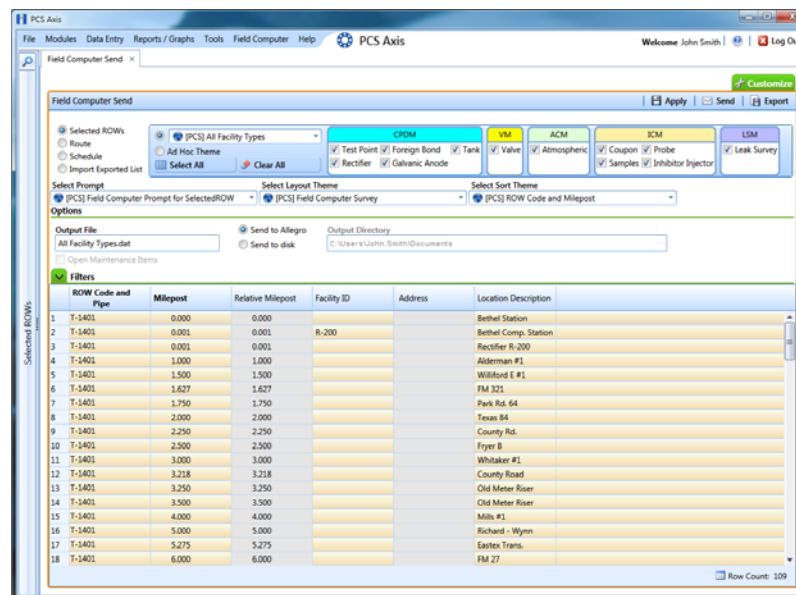 PCS Axis
File Modules Data Entry Reports / Graphs Tools Field Computer Help PCS Axis Welcome John Smith Log Ou
Field Computer Send ×
Customize
Field Computer Send Apply Send Export
Selected ROWs
Route
Schedule
Import Exported List
[PCS] All Facility Types
Ad Hoc Theme
Select All Clear All
CPDM
Test Point Foreign Bond Tank
Rectifier Galvanic Anode
VM
Valve
ACM
Atmospheric
ICM
Coupon Probe
Samples Inhibitor Injector
LSM
Leak Survey
Select Prompt Select Layout Theme Select Sort Theme
[PCS] Field Computer Prompt for SelectedROW [PCS] Field Computer Survey [PCS] ROW Code and Milepost
Options
Output File Send to Allegro Output Directory
All Facility Types.dat Send to disk C:\Users\John.Smith\Documents
Open Maintenance Items
Filters
Selected ROWs
ROW Code and Pipe Milepost Relative Milepost Facility ID Address Location Description
1 T-1401 0.000 0.000 Bethel Station
2 T-1401 0.001 0.001 R-200 Bethel Comp. Station
3 T-1401 0.001 0.001 Rectifier R-200
4 T-1401 1.000 1.000 Alderman #1
5 T-1401 1.500 1.500 Williford E #1
6 T-1401 1.627 1.627 FM 321
7 T-1401 1.750 1.750 Park Rd. 64
8 T-1401 2.000 2.000 Texas 84
9 T-1401 2.250 2.250 County Rd.
10 T-1401 2.500 2.500 Fryer B
11 T-1401 3.000 3.000 Whitaker #1
12 T-1401 3.218 3.218 County Road
13 T-1401 3.250 3.250 Old Meter Riser
14 T-1401 3.500 3.500 Old Meter Riser
15 T-1401 4.000 4.000 Mills #1
16 T-1401 5.000 5.000 Richard - Wynn
17 T-1401 5.275 5.275 Eastex Trans.
18 T-1401 6.000 6.000 FM 27
Row Count: 109